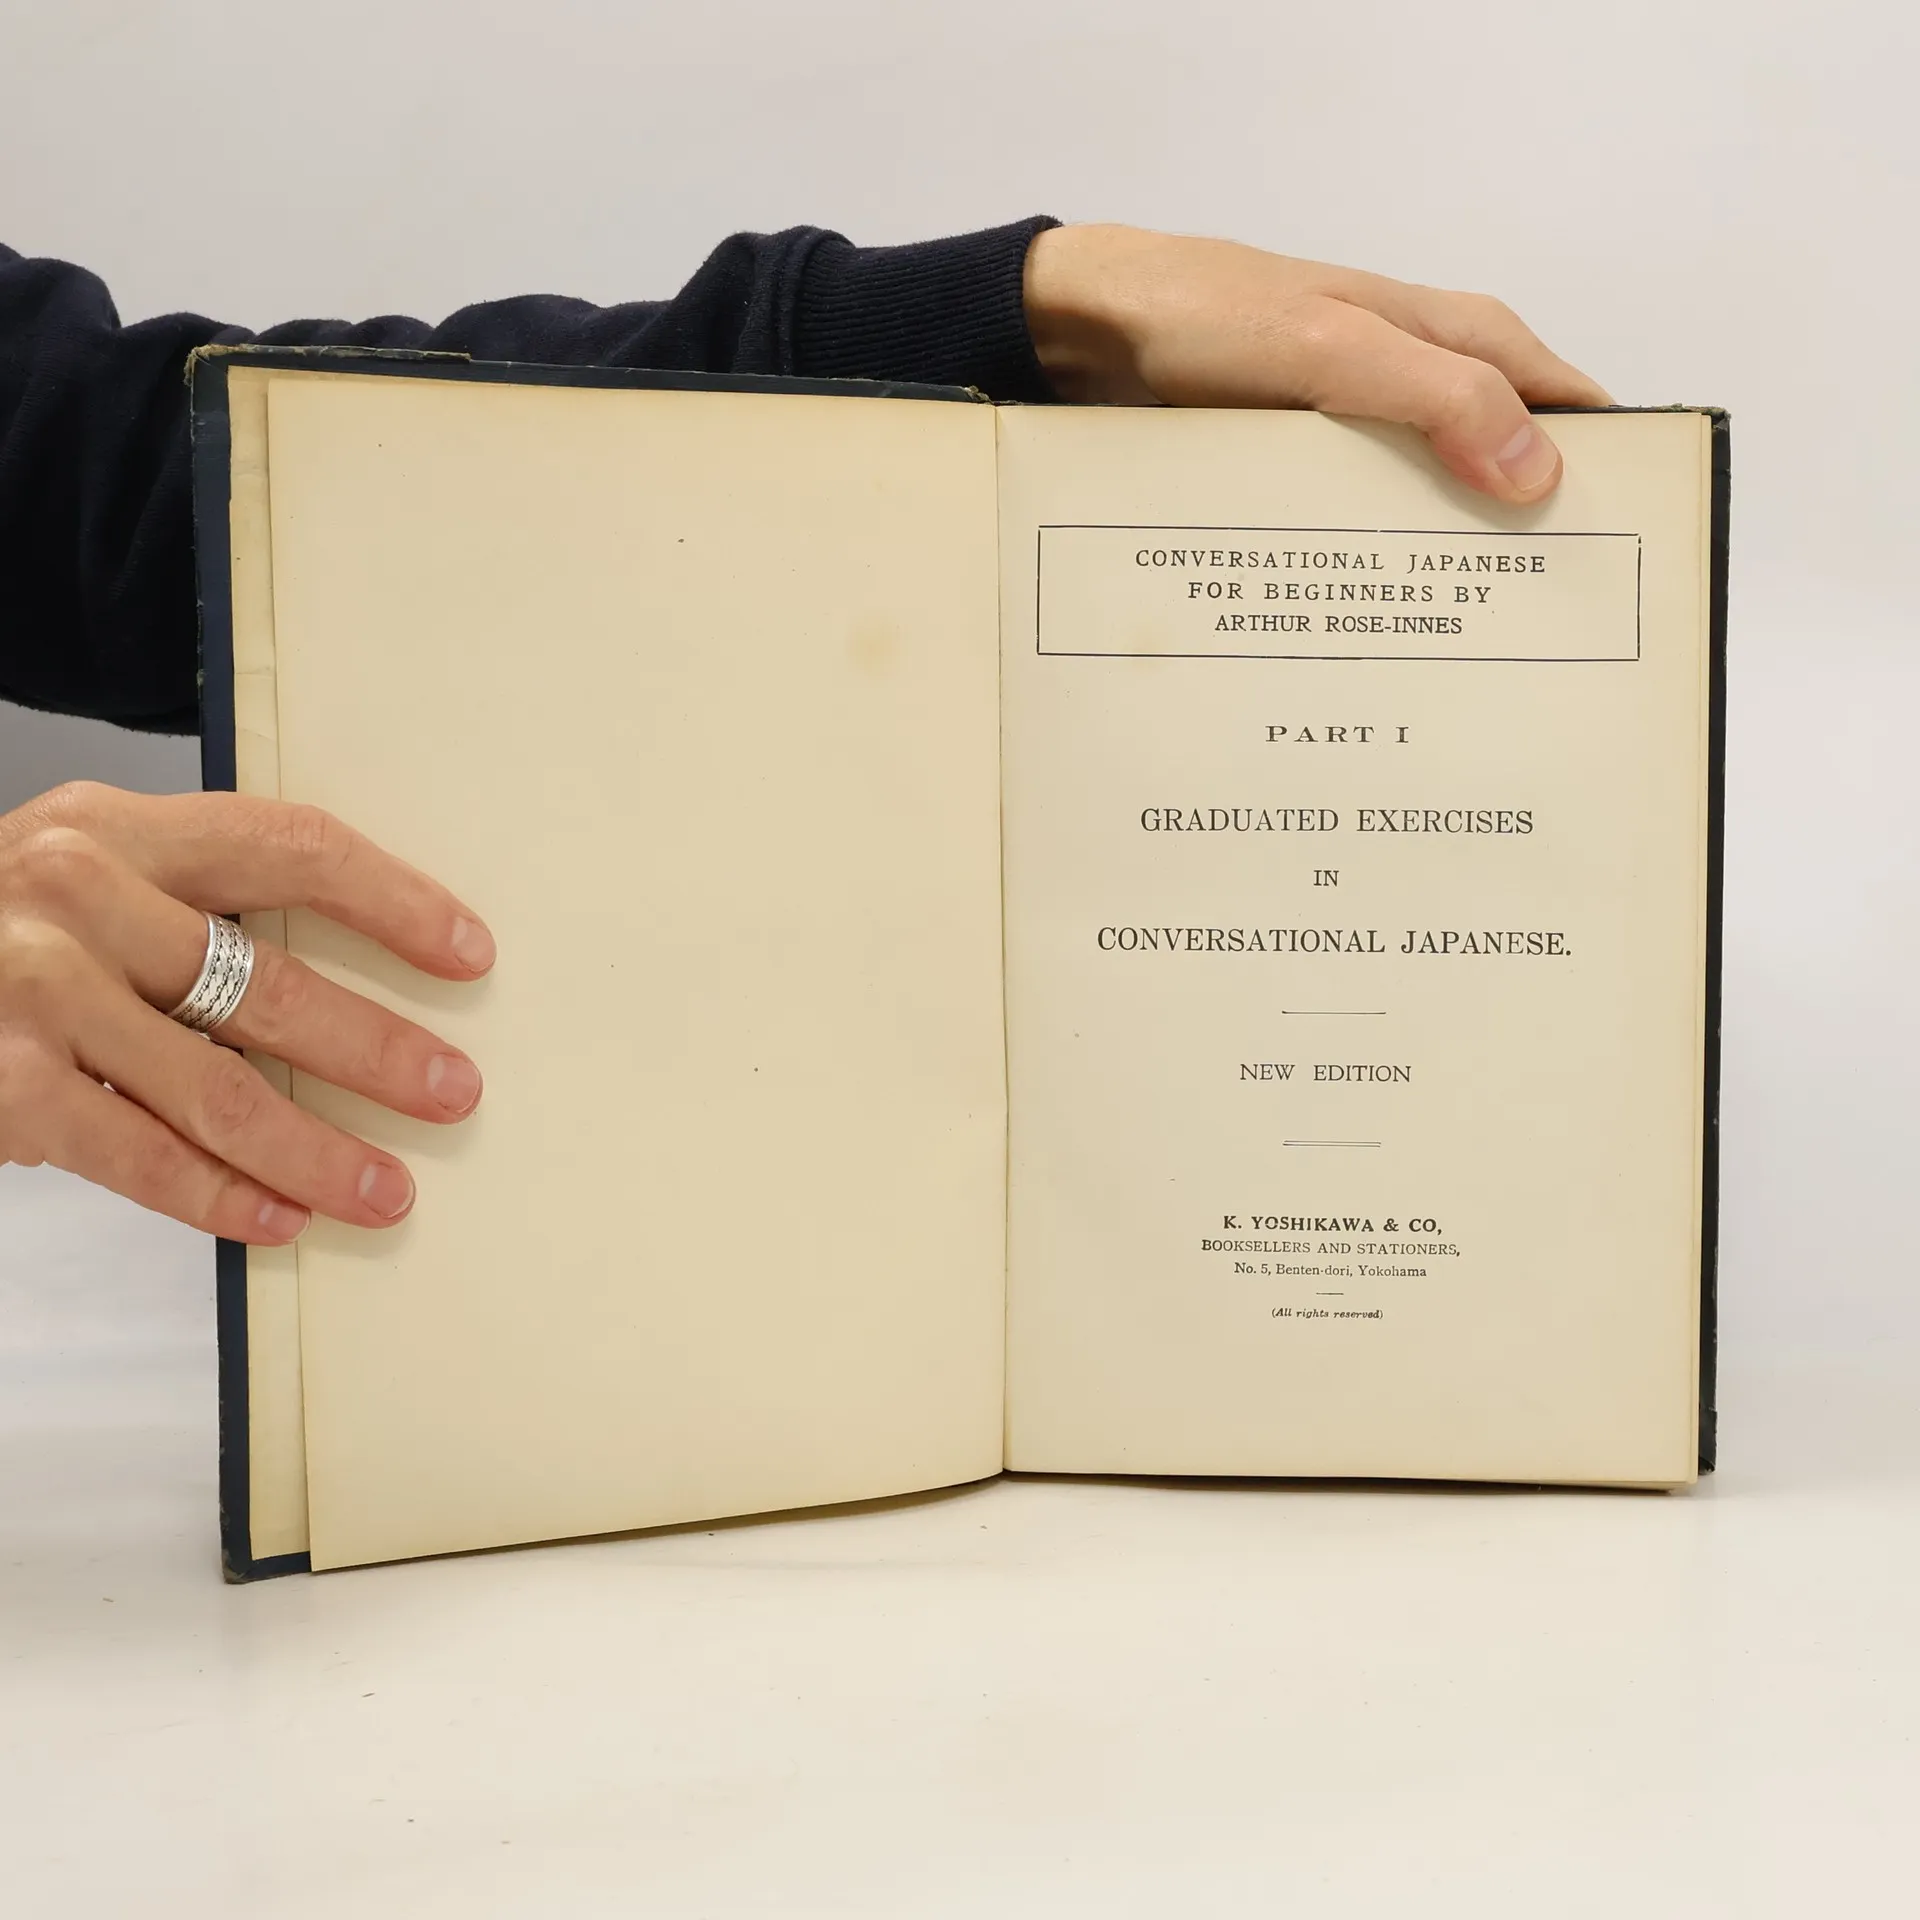 CONVERSATIONAL JAPANESE
FOR BEGINNERS BY
ARTHUR ROSE-INNES
PART I
GRADUATED EXERCISES
IN
CONVERSATIONAL JAPANESE.
NEW EDITION
K. YOSHIKAWA & CO,
BOOKSELLERS AND STATIONERS,
No. 5, Benten-dori, Yokohama
(All rights reserved)